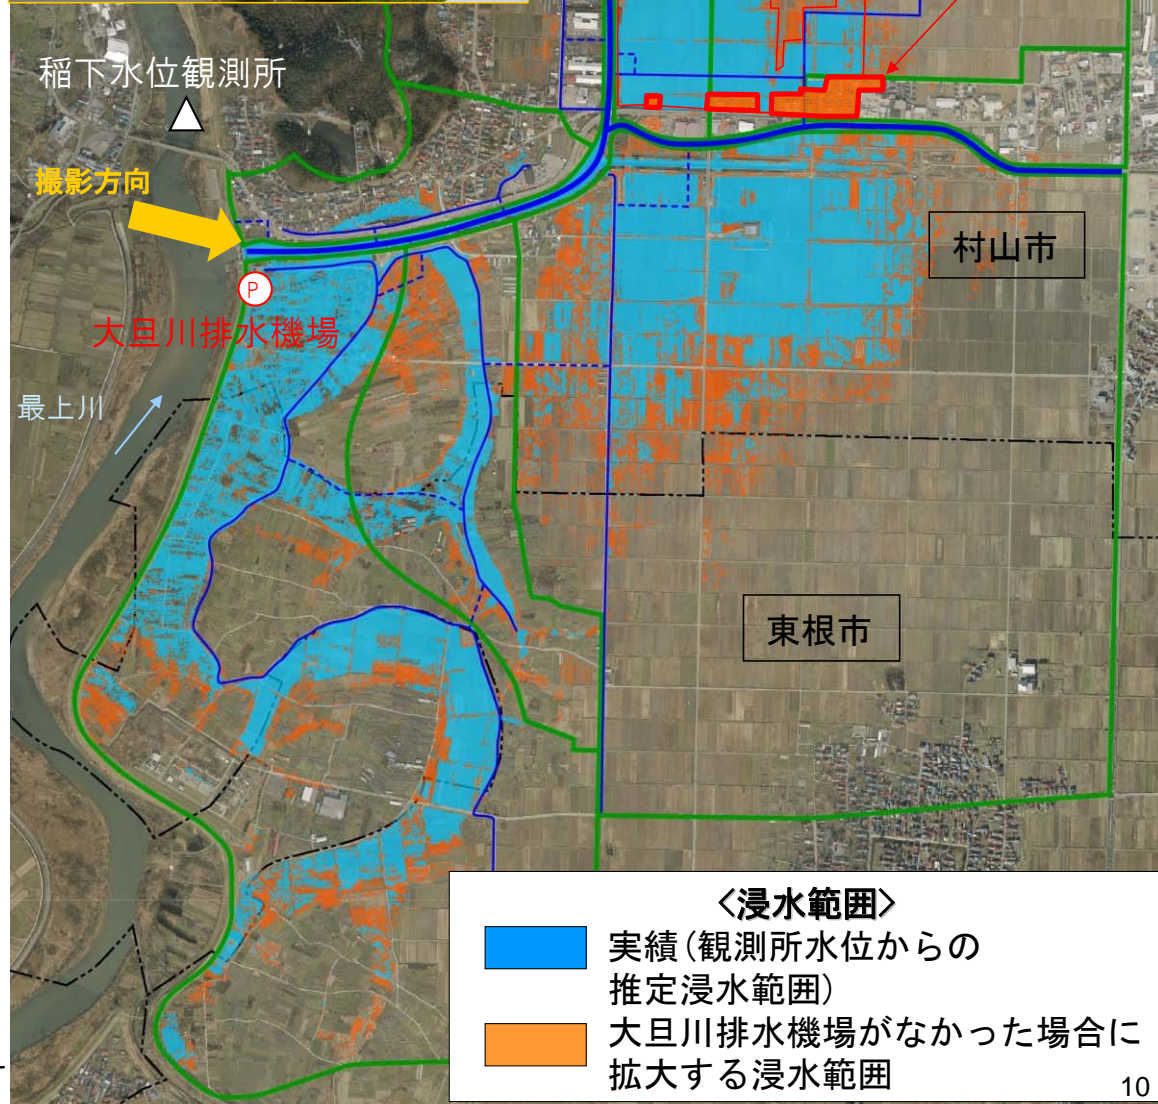 稲下水位観測所
撮影方向
村山市
P
大旦川排水機場
最上川
東根市
<浸水範囲>
実績(観測所水位からの
推定浸水範囲)
大旦川排水機場がなかった場合に
拡大する浸水範囲
10